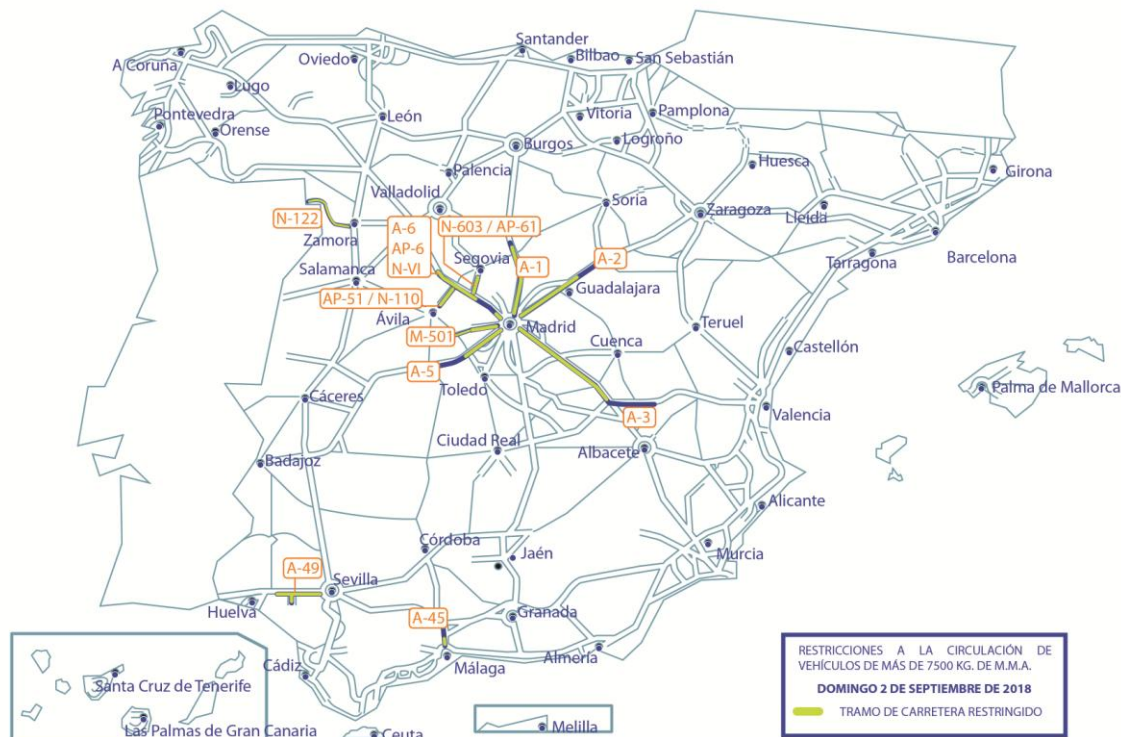 Santander
A Coruña
Oviedo
Bilbao
San Sebastián
Lugo
Pontevedra
Orense
León
Vitoria
Pamplona
Burgos
Logroño
Huesca
Girona
Palencia
Valladolid
Soria
Zaragoza
Lleida
N-122
Zamora
A-6
AP-6
N-VI
N-603 / AP-61
Segovia
A-1
A-2
Barcelona
Tarragona
Salamanca
Guadalajara
AP-51 / N-110
Ávila
Madrid
Teruel
M-501
Cuenca
Castellón
A-5
Toledo
Palma de Mallorca
Cáceres
A-3
Valencia
Ciudad Real
Albacete
Badajoz
Alicante
Córdoba
Jaén
Murcia
A-49
Sevilla
Huelva
A-45
Granada
Málaga
Almería
Cádiz
Santa Cruz de Tenerife
Las Palmas de Gran Canaria
Ceuta
Melilla
RESTRICCIONES A LA CIRCULACIÓN DE
VEHÍCULOS DE MÁS DE 7500 KG. DE M.M.A.
DOMINGO 2 DE SEPTIEMBRE DE 2018
TRAMO DE CARRETERA RESTRINGIDO